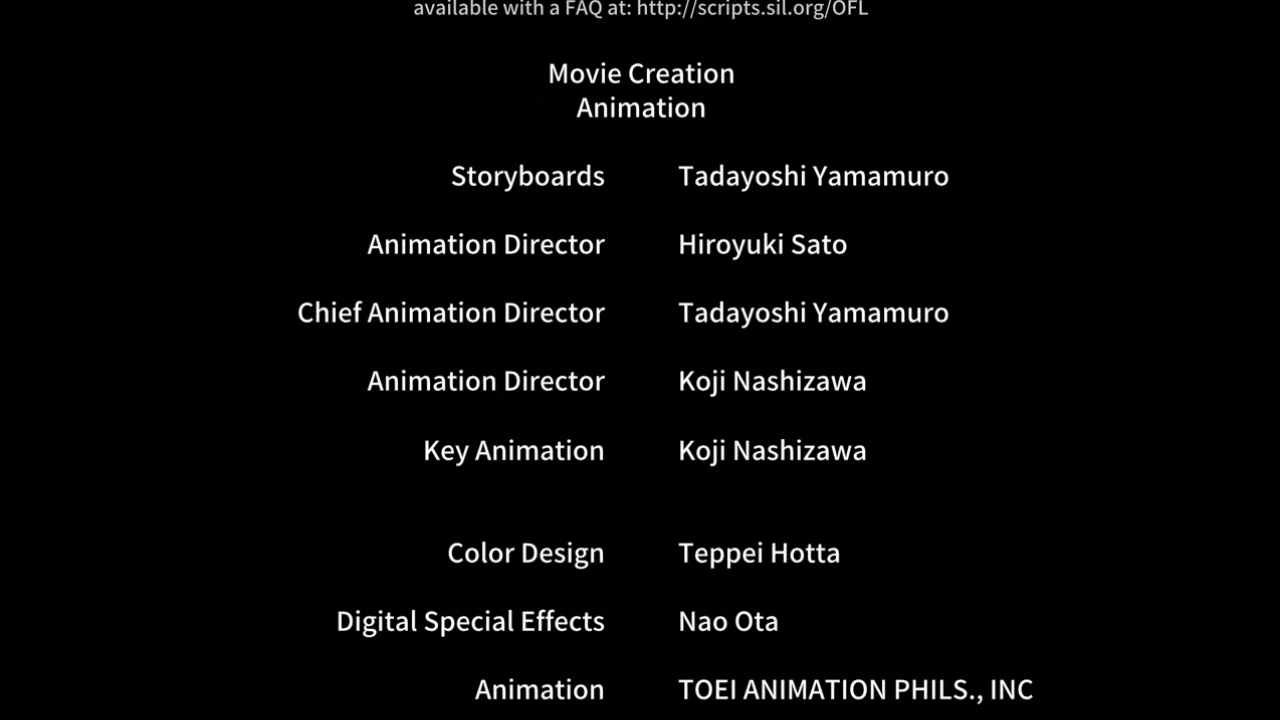 available with a FAQ at: http://scripts.sil.org/OFL
Movie Creation
Animation
Storyboards Tadayoshi Yamamuro
Animation Director Hiroyuki Sato
Chief Animation Director Tadayoshi Yamamuro
Animation Director Koji Nashizawa
Key Animation Koji Nashizawa
Color Design Teppei Hotta
Digital Special Effects Nao Ota
Animation TOEI ANIMATION PHILS., INC